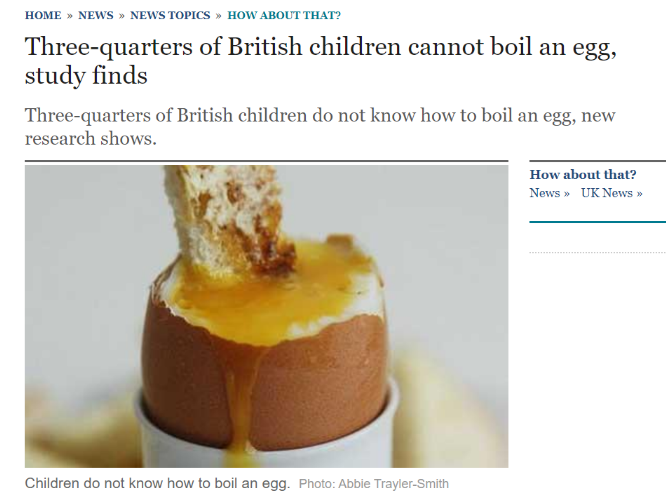 HOME » NEWS » NEWS TOPICS » HOW ABOUT THAT?
Three-quarters of British children cannot boil an egg,
study finds
Three-quarters of British children do not know how to boil an egg, new
research shows.
How about that?
News » UK News »
Children do not know how to boil an egg. Photo: Abbie Trayler-Smith